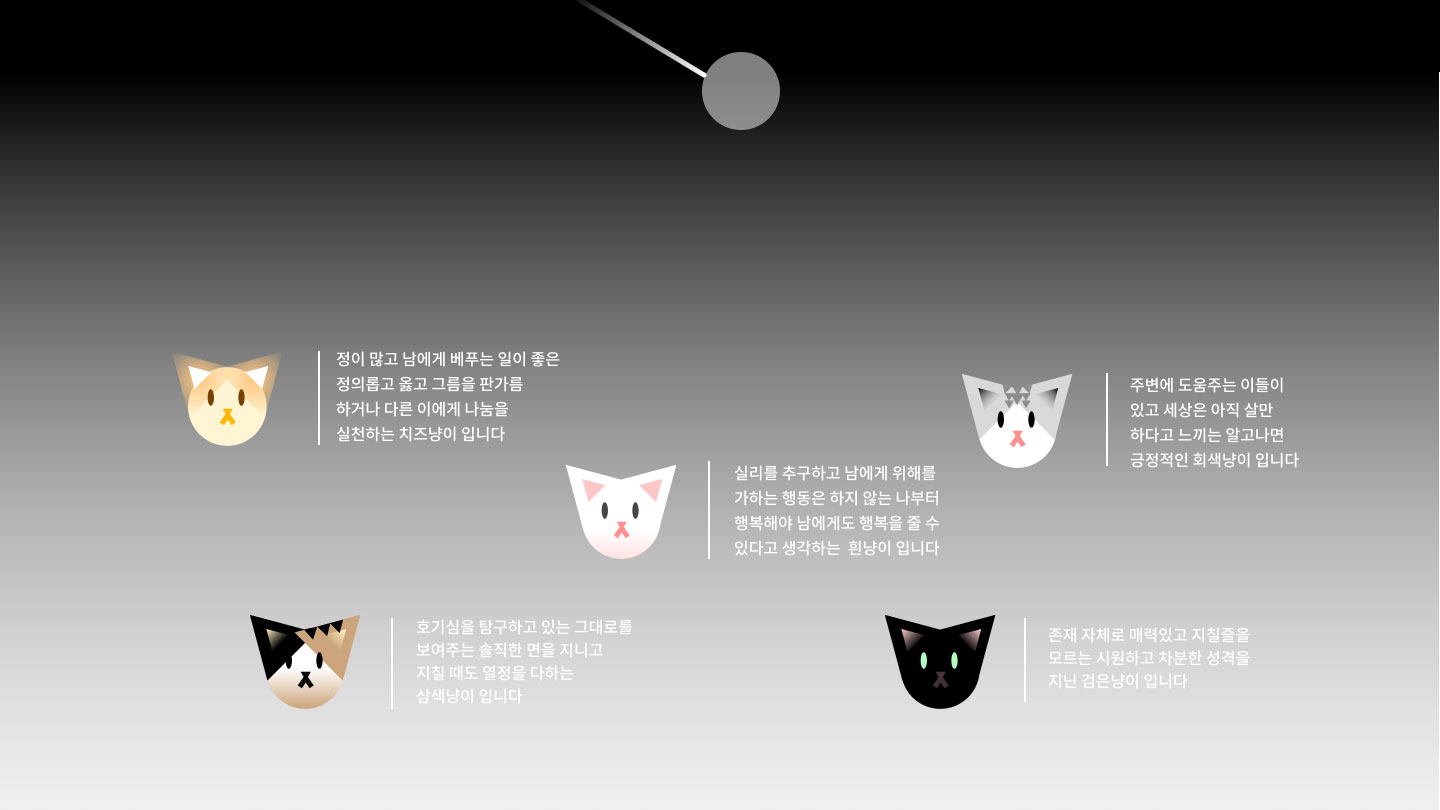 정이 많고 남에게 베푸는 일이 좋은
정의롭고 옳고 그름을 판가름
하거나 다른 이에게 나눔을
실천하는 치즈냥이 입니다
주변에 도움주는 이들이
있고 세상은 아직 살만
하다고 느끼는 알고나면
긍정적인 회색냥이 입니다
실리를 추구하고 남에게 위해를
가하는 행동은 하지 않는 나부터
행복해야 남에게도 행복을 줄 수
있다고 생각하는 흰냥이 입니다
호기심을 탐구하고 있는 그대로를
보여주는 솔직한 면을 지니고
지칠 때도 열정을 다하는
삼색냥이 입니다
존재 자체로 매력있고 지칠줄을
모르는 시원하고 차분한 성격을
지닌 검은냥이 입니다